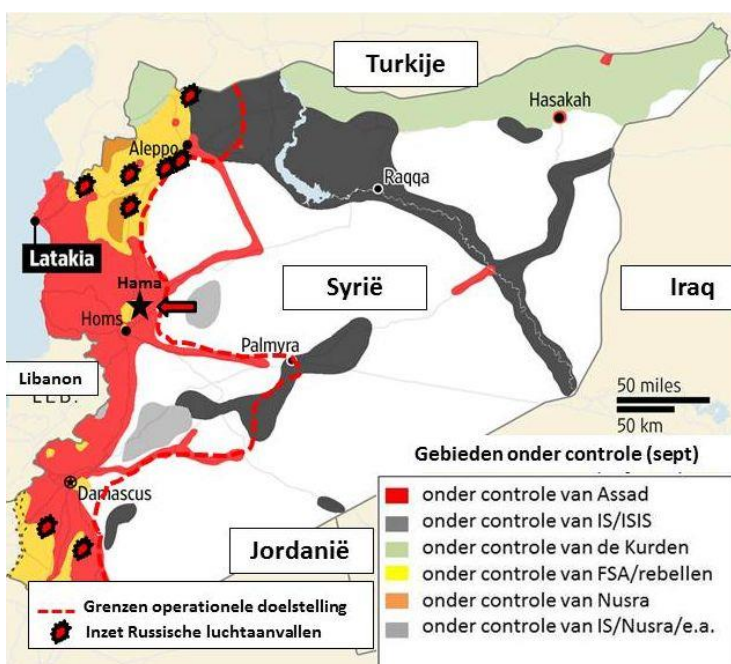 Turkije
Hasakah
Aleppo
Raqqa
Latakia
Hama
Syrië
Iraq
Homs
Palmyra
Libanon
50 miles
50 km
Damascus
Jordanië
Gebieden onder controle (sept)
onder controle van Assad
onder controle van IS/ISIS
onder controle van de Kurden
onder controle van FSA/rebellen
onder controle van Nusra
onder controle van IS/Nusra/e.a.
Grenzen operationele doelstelling
Inzet Russische luchtaanvallen